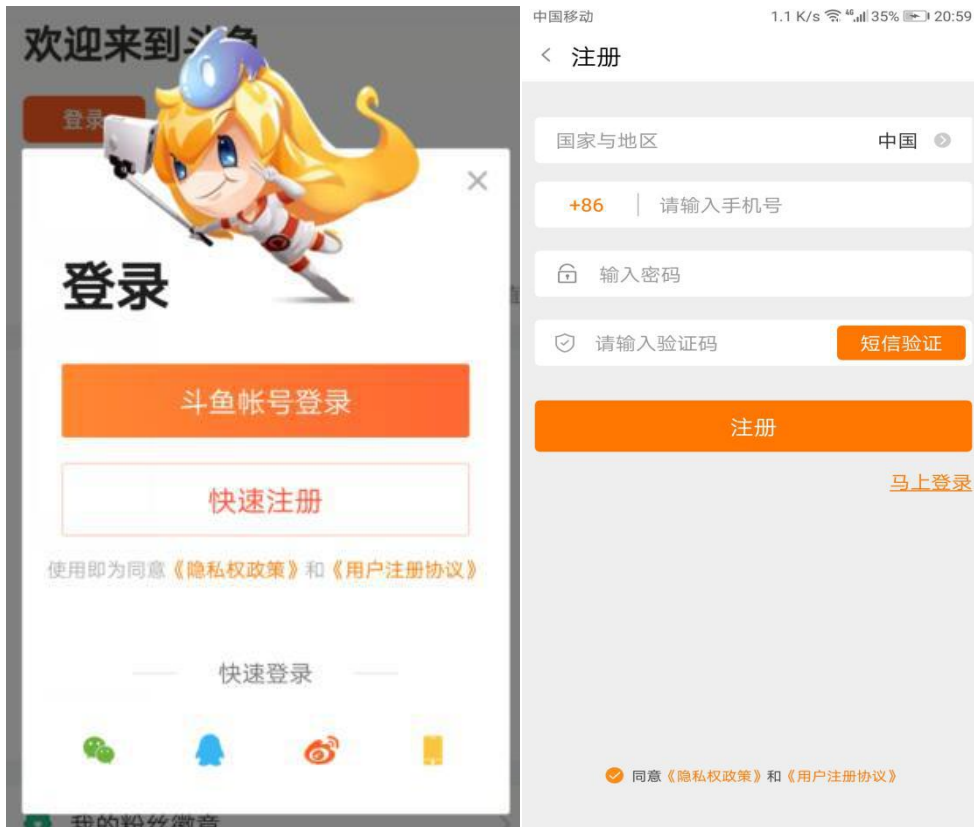 欢迎来到斗鱼
登录
登录
斗鱼帐号登录
快速注册
使用即为同意《隐私权政策》和《用户注册协议》
快速登录
我的粉丝徽章
中国移动 1.1 K/s 46 35% 20:59
注册
国家与地区 中国
+86 请输入手机号
输入密码
请输入验证码 短信验证
注册
马上登录
同意《隐私权政策》和《用户注册协议》